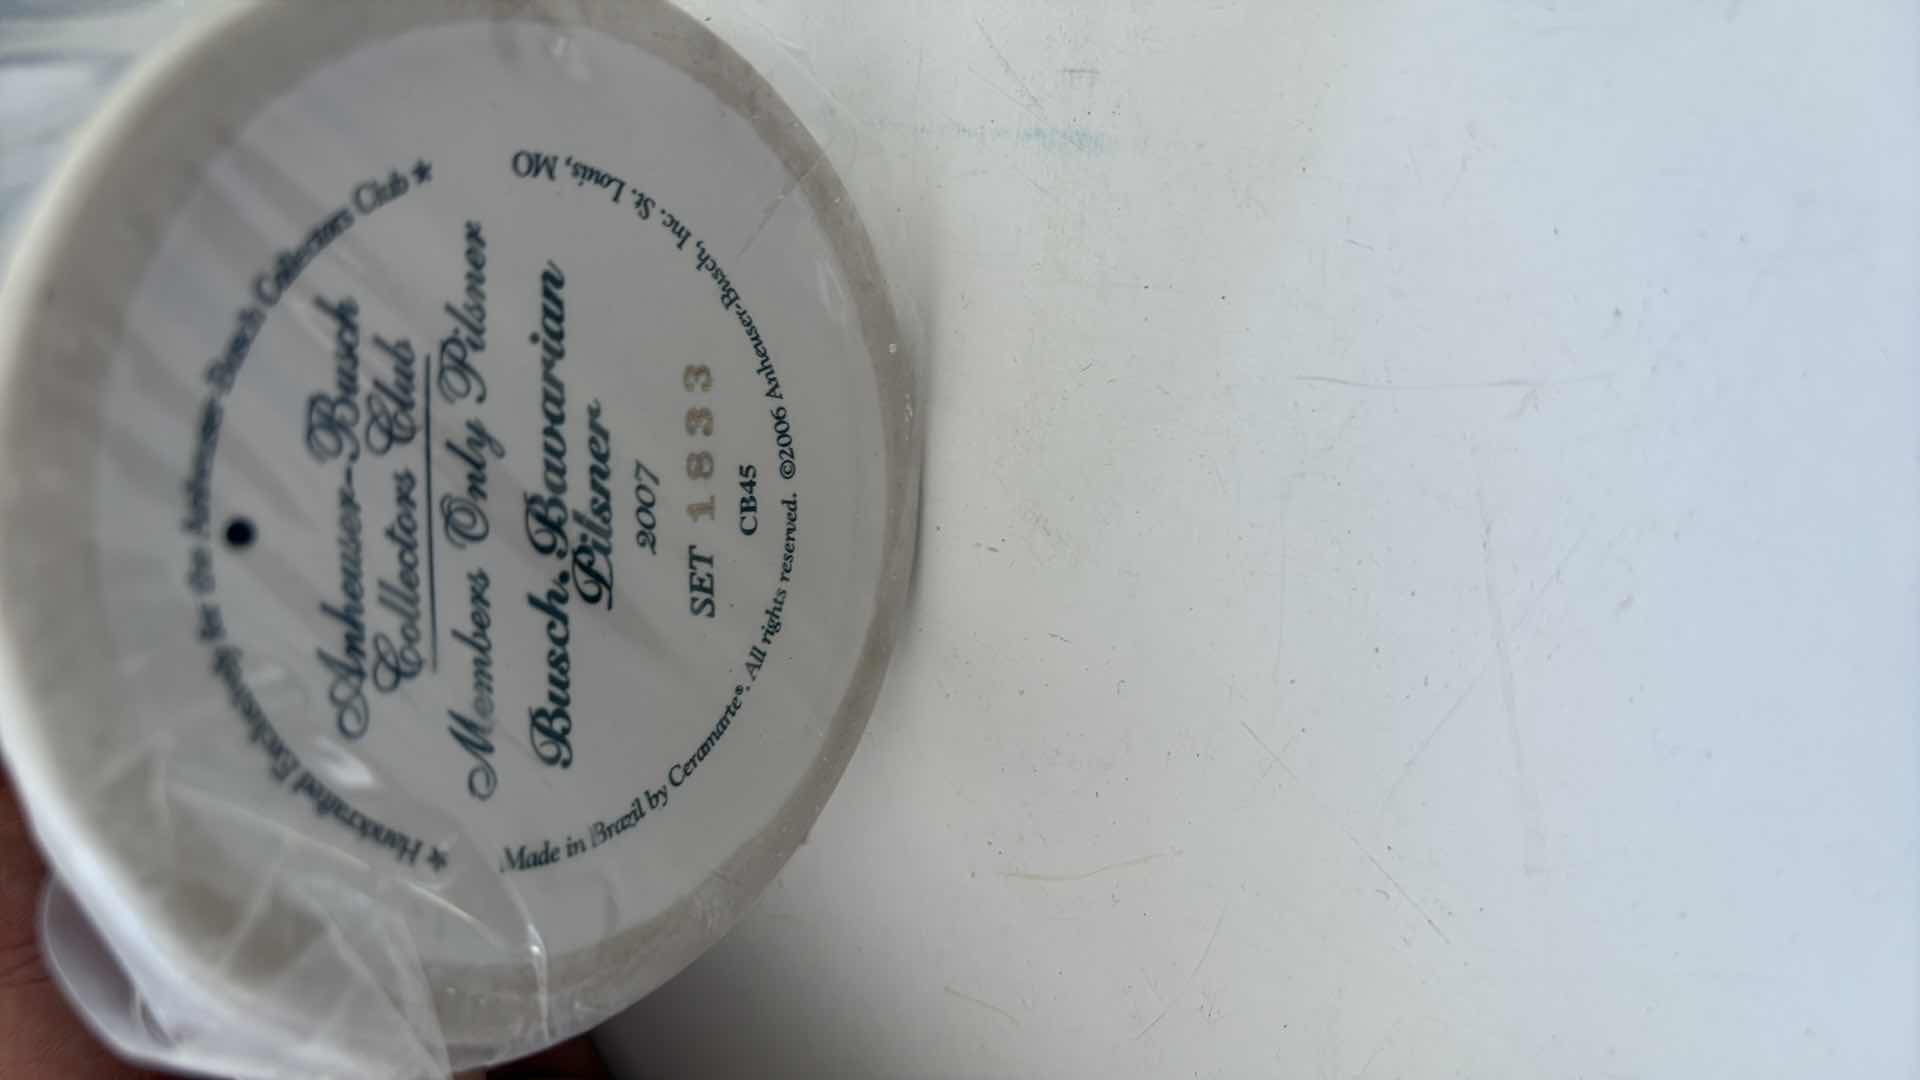 ★ Handcrafted Exclusively for the Anheuser-Busch Collectors Club ★
Anheuser-Busch
Collectors Club
Members Only Pilsner
Busch® Bavarian
Pilsner
2007
SET 1833
CB45
Made in Brazil by Ceramarte®. All rights reserved. ©2006 Anheuser-Busch, Inc. St. Louis, MO